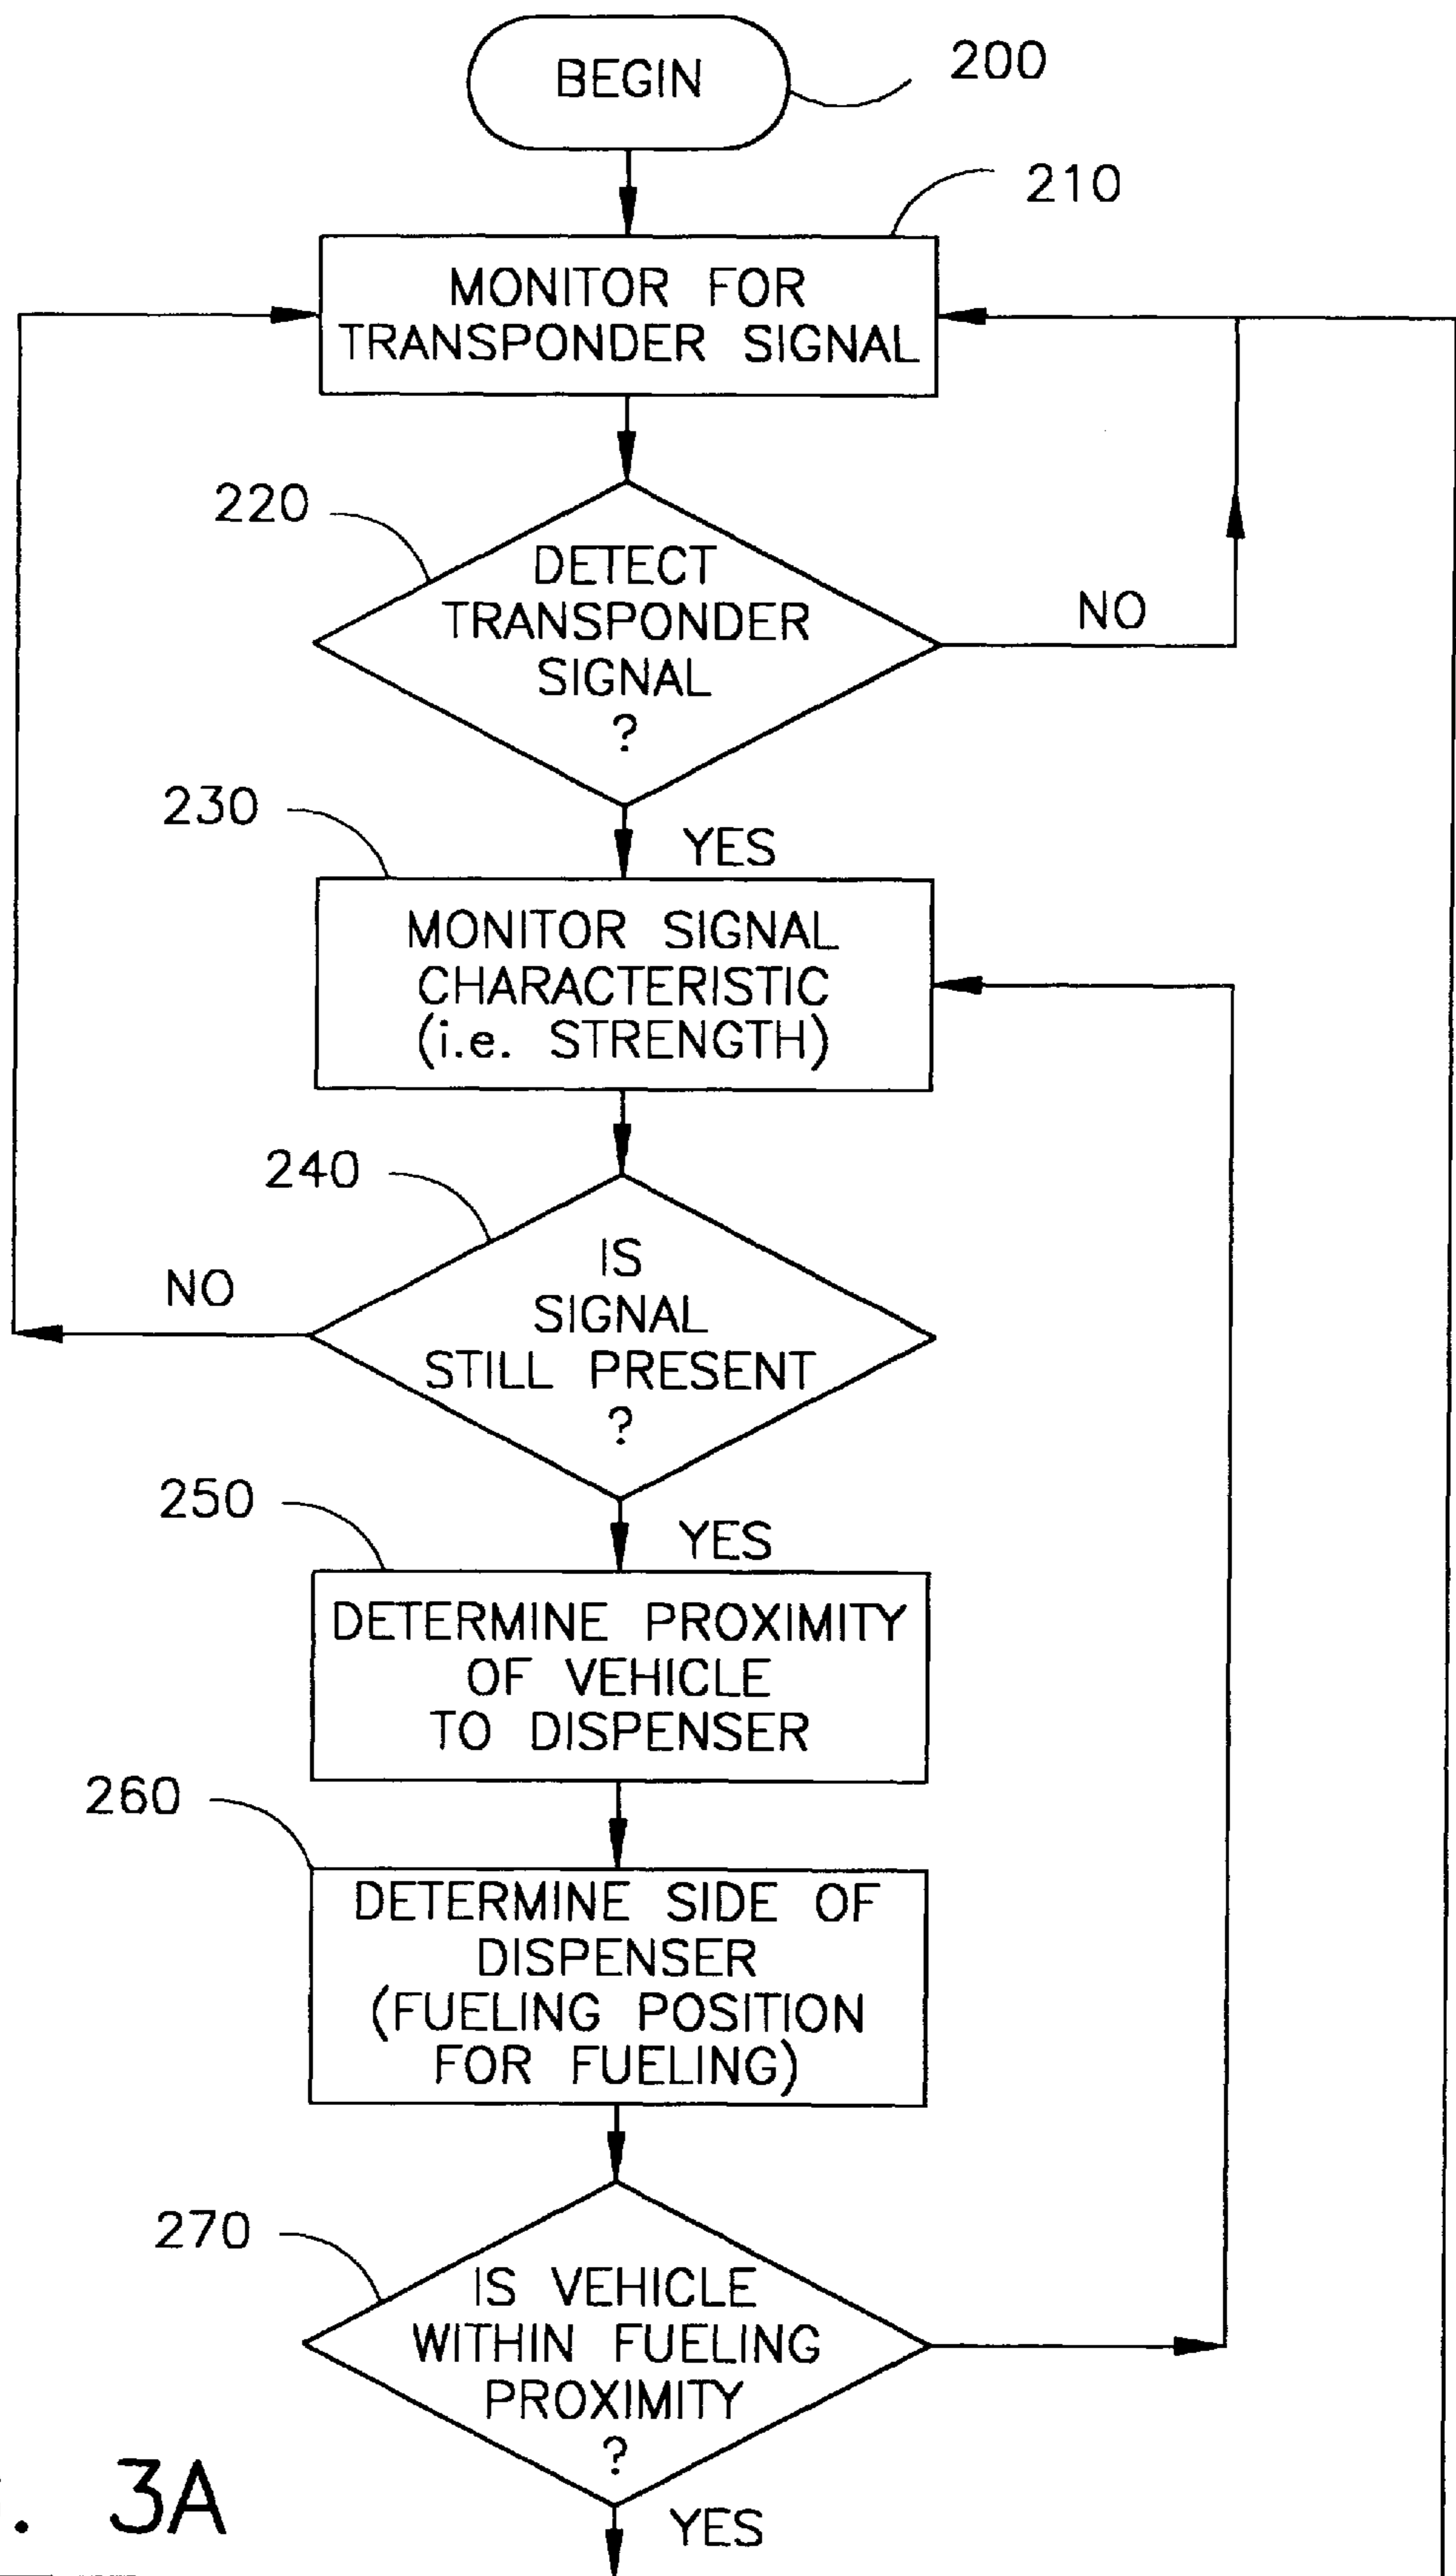 BEGIN
200
210
MONITOR FOR
TRANSPONDER SIGNAL
220
DETECT
TRANSPONDER
SIGNAL
?
NO
YES
230
MONITOR SIGNAL
CHARACTERISTIC
(i.e. STRENGTH)
240
IS
SIGNAL
STILL PRESENT
?
NO
YES
250
DETERMINE PROXIMITY
OF VEHICLE
TO DISPENSER
260
DETERMINE SIDE OF
DISPENSER
(FUELING POSITION
FOR FUELING)
270
IS VEHICLE
WITHIN FUELING
PROXIMITY
?
YES
. 3A